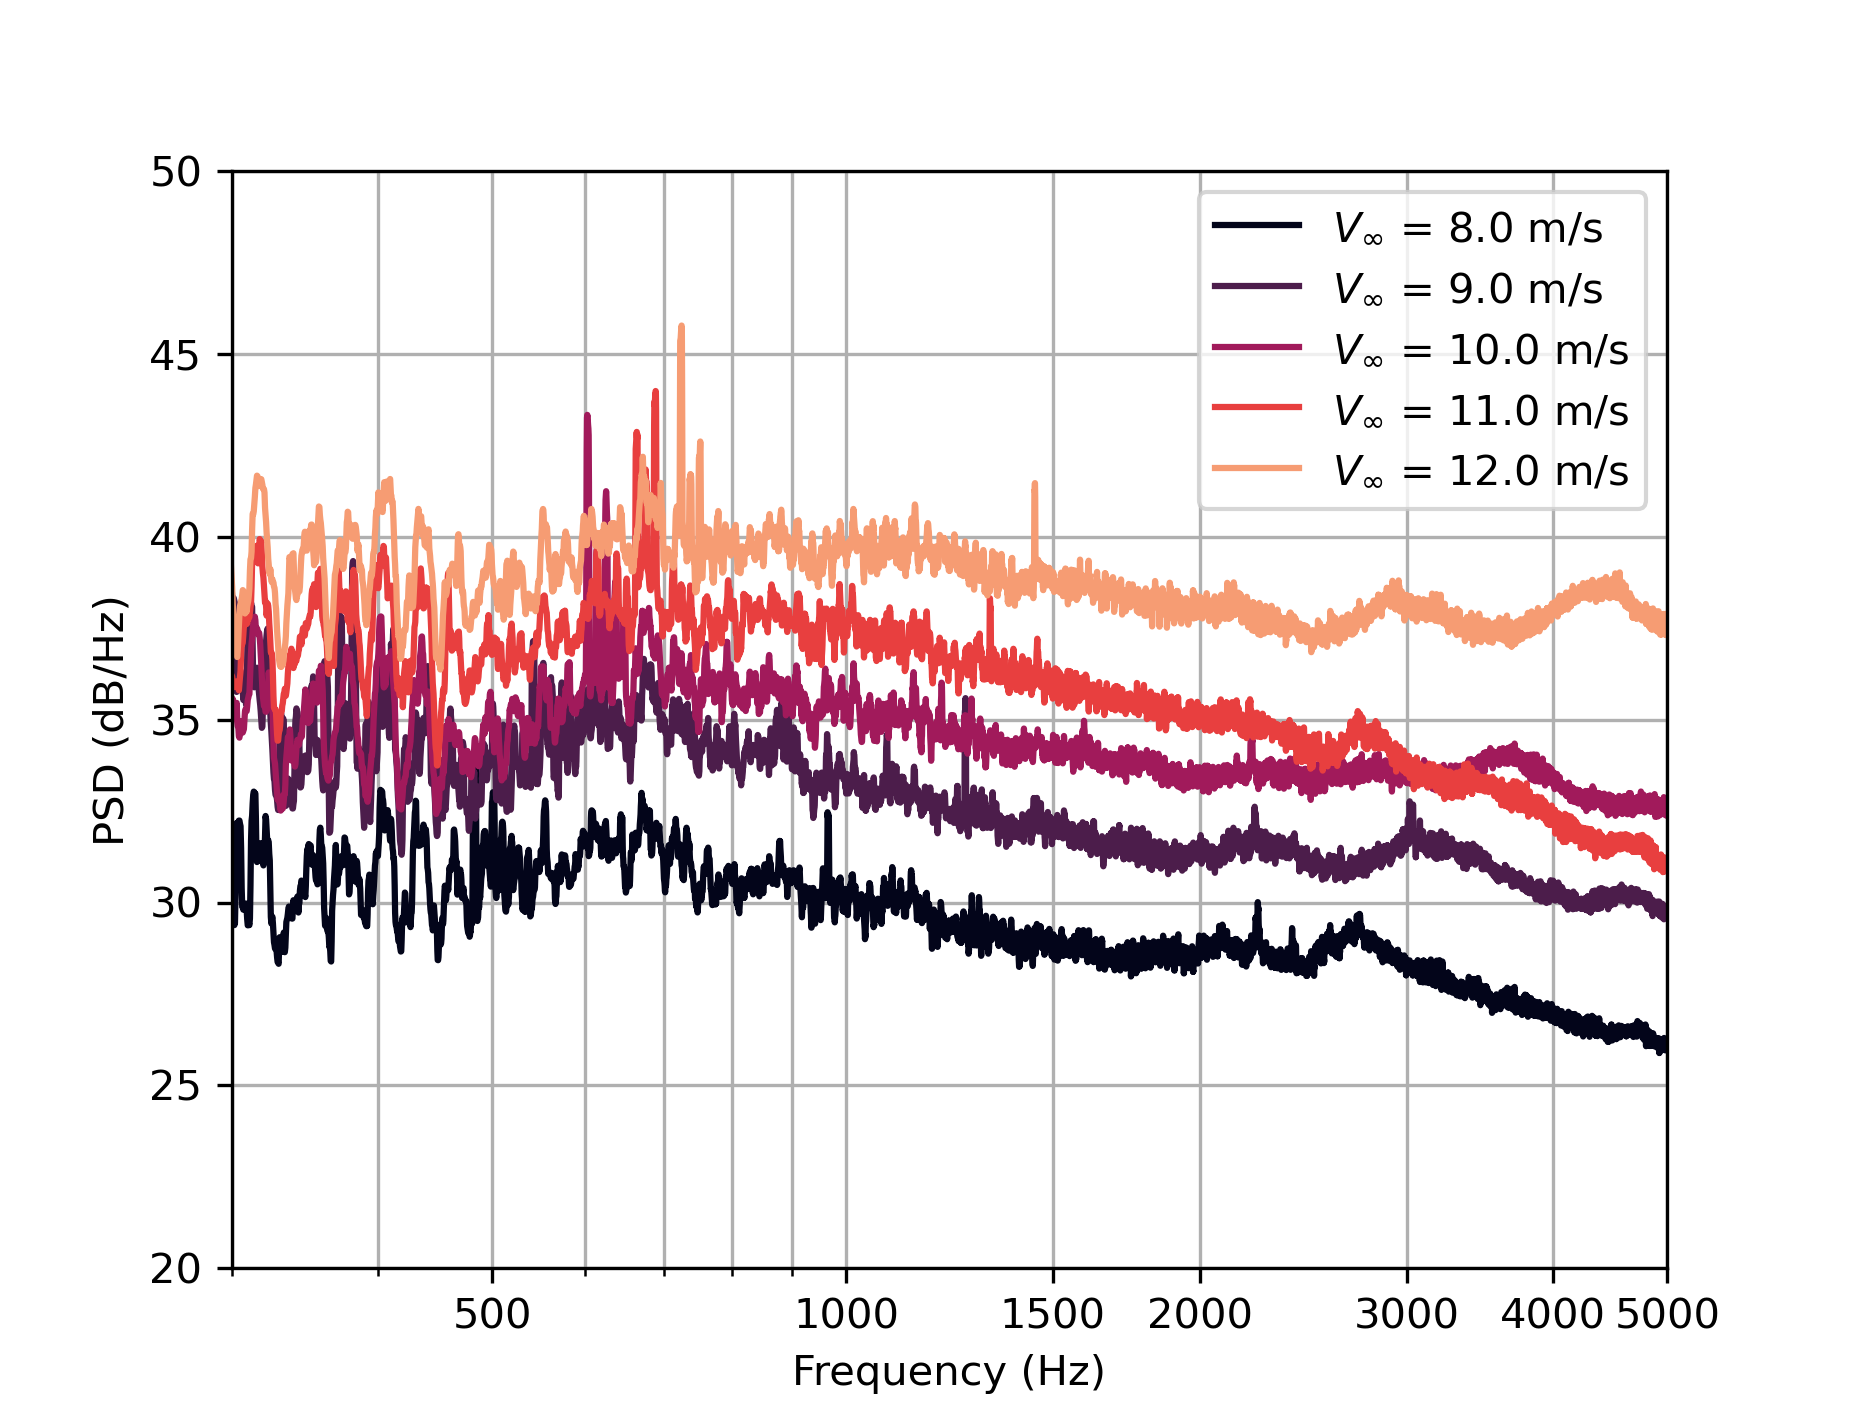 50
45
40
35
30
25
20
PSD (dB/Hz)
V∞ = 8.0 m/s
V∞ = 9.0 m/s
V∞ = 10.0 m/s
V∞ = 11.0 m/s
V∞ = 12.0 m/s
500 1000 1500 2000 3000 4000 5000
Frequency (Hz)